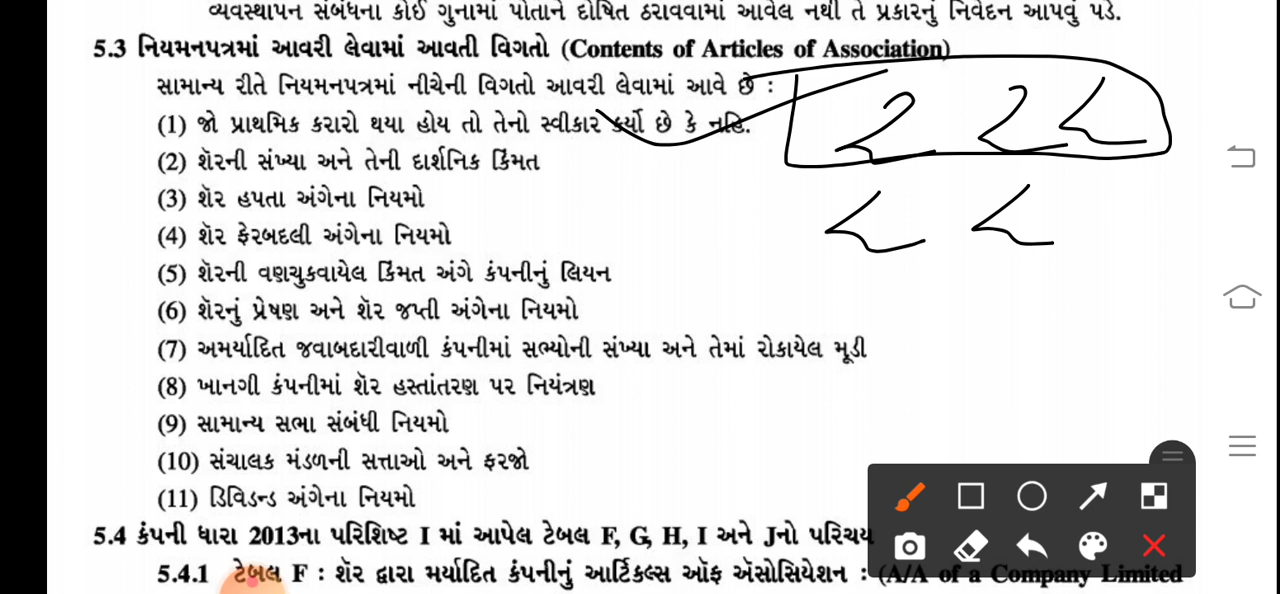 વ્યવસ્થાપન સંબંધના કોઈ ગુનામાં પોતાને દોષિત ઠરાવવામાં આવેલ નથી તે પ્રકારનું નિવેદન આપવું પડે.
5.3 નિયમનપત્રમાં આવરી લેવામાં આવતી વિગતો (Contents of Articles of Association)
સામાન્ય રીતે નિયમનપત્રમાં નીચેની વિગતો આવરી લેવામાં આવે છે :
(1) જો પ્રાથમિક કરારો થયા હોય તો તેનો સ્વીકાર કર્યો છે કે નહિ.
(2) શૅરની સંખ્યા અને તેની દાર્શનિક કિંમત
(3) શૅર હપતા અંગેના નિયમો
(4) શૅર ફેરબદલી અંગેના નિયમો
(5) શૅરની વણચુકવાયેલ કિંમત અંગે કંપનીનું લિયન
(6) શૅરનું પ્રેષણ અને શૅર જપ્તી અંગેના નિયમો
(7) અમર્યાદિત જવાબદારીવાળી કંપનીમાં સભ્યોની સંખ્યા અને તેમાં રોકાયેલ મૂડી
(8) ખાનગી કંપનીમાં શૅર હસ્તાંતરણ પર નિયંત્રણ
(9) સામાન્ય સભા સંબંધી નિયમો
(10) સંચાલક મંડળની સત્તાઓ અને ફરજો
(11) ડિવિડન્ડ અંગેના નિયમો
5.4 કંપની ધારા 2013ના પરિશિષ્ટ I માં આપેલ ટેબલ F, G, H, I અને Jનો પરિચય
5.4.1 ટેબલ F : શૅર દ્વારા મર્યાદિત કંપનીનું આર્ટિકલ્સ ઑફ ઍસોસિયેશન : (A/A of a Company Limited